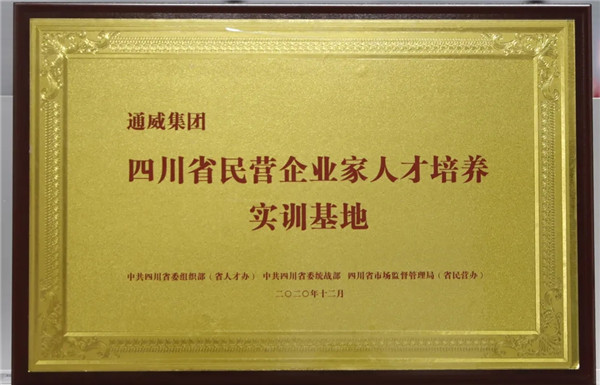 通威集团
四川省民营企业家人才培养
实训基地
中共四川省委组织部（省人才办） 中共四川省委统战部 四川省市场监督管理局（省民营办）
二〇二〇年十二月